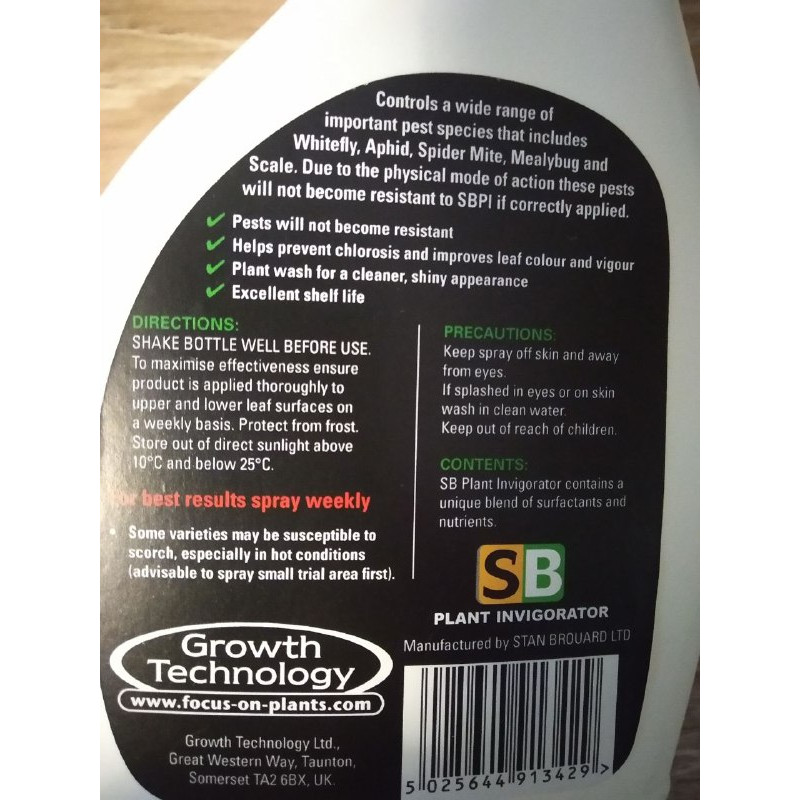 Controls a wide range of
important pest species that includes
Whitefly, Aphid, Spider Mite, Mealybug and
Scale. Due to the physical mode of action these pests
will not become resistant to SBPI if correctly applied.
Pests will not become resistant
Helps prevent chlorosis and improves leaf colour and vigour
Plant wash for a cleaner, shiny appearance
Excellent shelf life
DIRECTIONS:
SHAKE BOTTLE WELL BEFORE USE.
To maximise effectiveness ensure
product is applied thoroughly to
upper and lower leaf surfaces on
a weekly basis. Protect from frost.
Store out of direct sunlight above
10°C and below 25°C.
For best results spray weekly
• Some varieties may be susceptible to
scorch, especially in hot conditions
(advisable to spray small trial area first).
PRECAUTIONS:
Keep spray off skin and away
from eyes.
If splashed in eyes or on skin
wash in clean water.
Keep out of reach of children.
CONTENTS:
SB Plant Invigorator contains a
unique blend of surfactants and
nutrients.
SB
PLANT INVIGORATOR
Manufactured by STAN BROUARD LTD
Growth
Technology
www.focus-on-plants.com
Growth Technology Ltd.,
Great Western Way, Taunton,
Somerset TA2 6BX, UK.
5 025644 913429 >